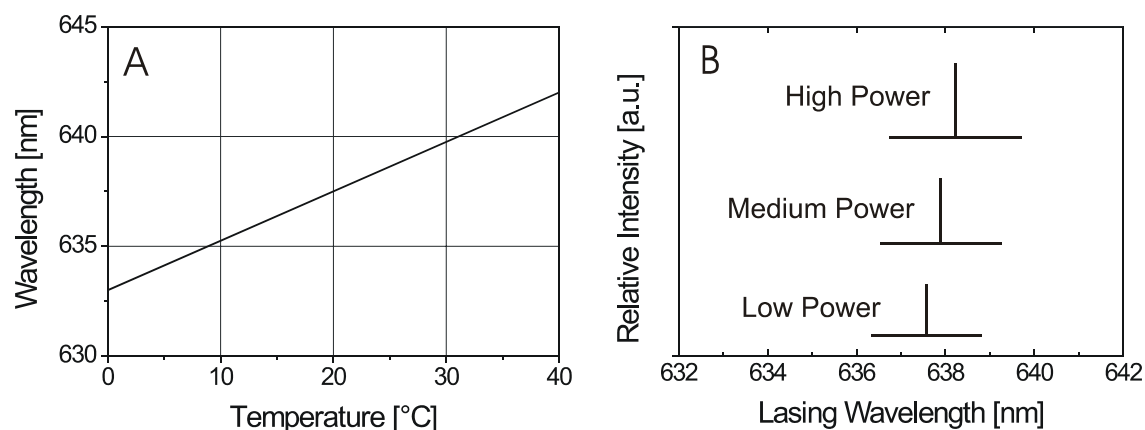 A
Wavelength [nm]
645
640
635
630
0 10 20 30 40
Temperature [°C]
B
Relative Intensity [a.u.]
High Power
Medium Power
Low Power
632 634 636 638 640 642
Lasing Wavelength [nm]